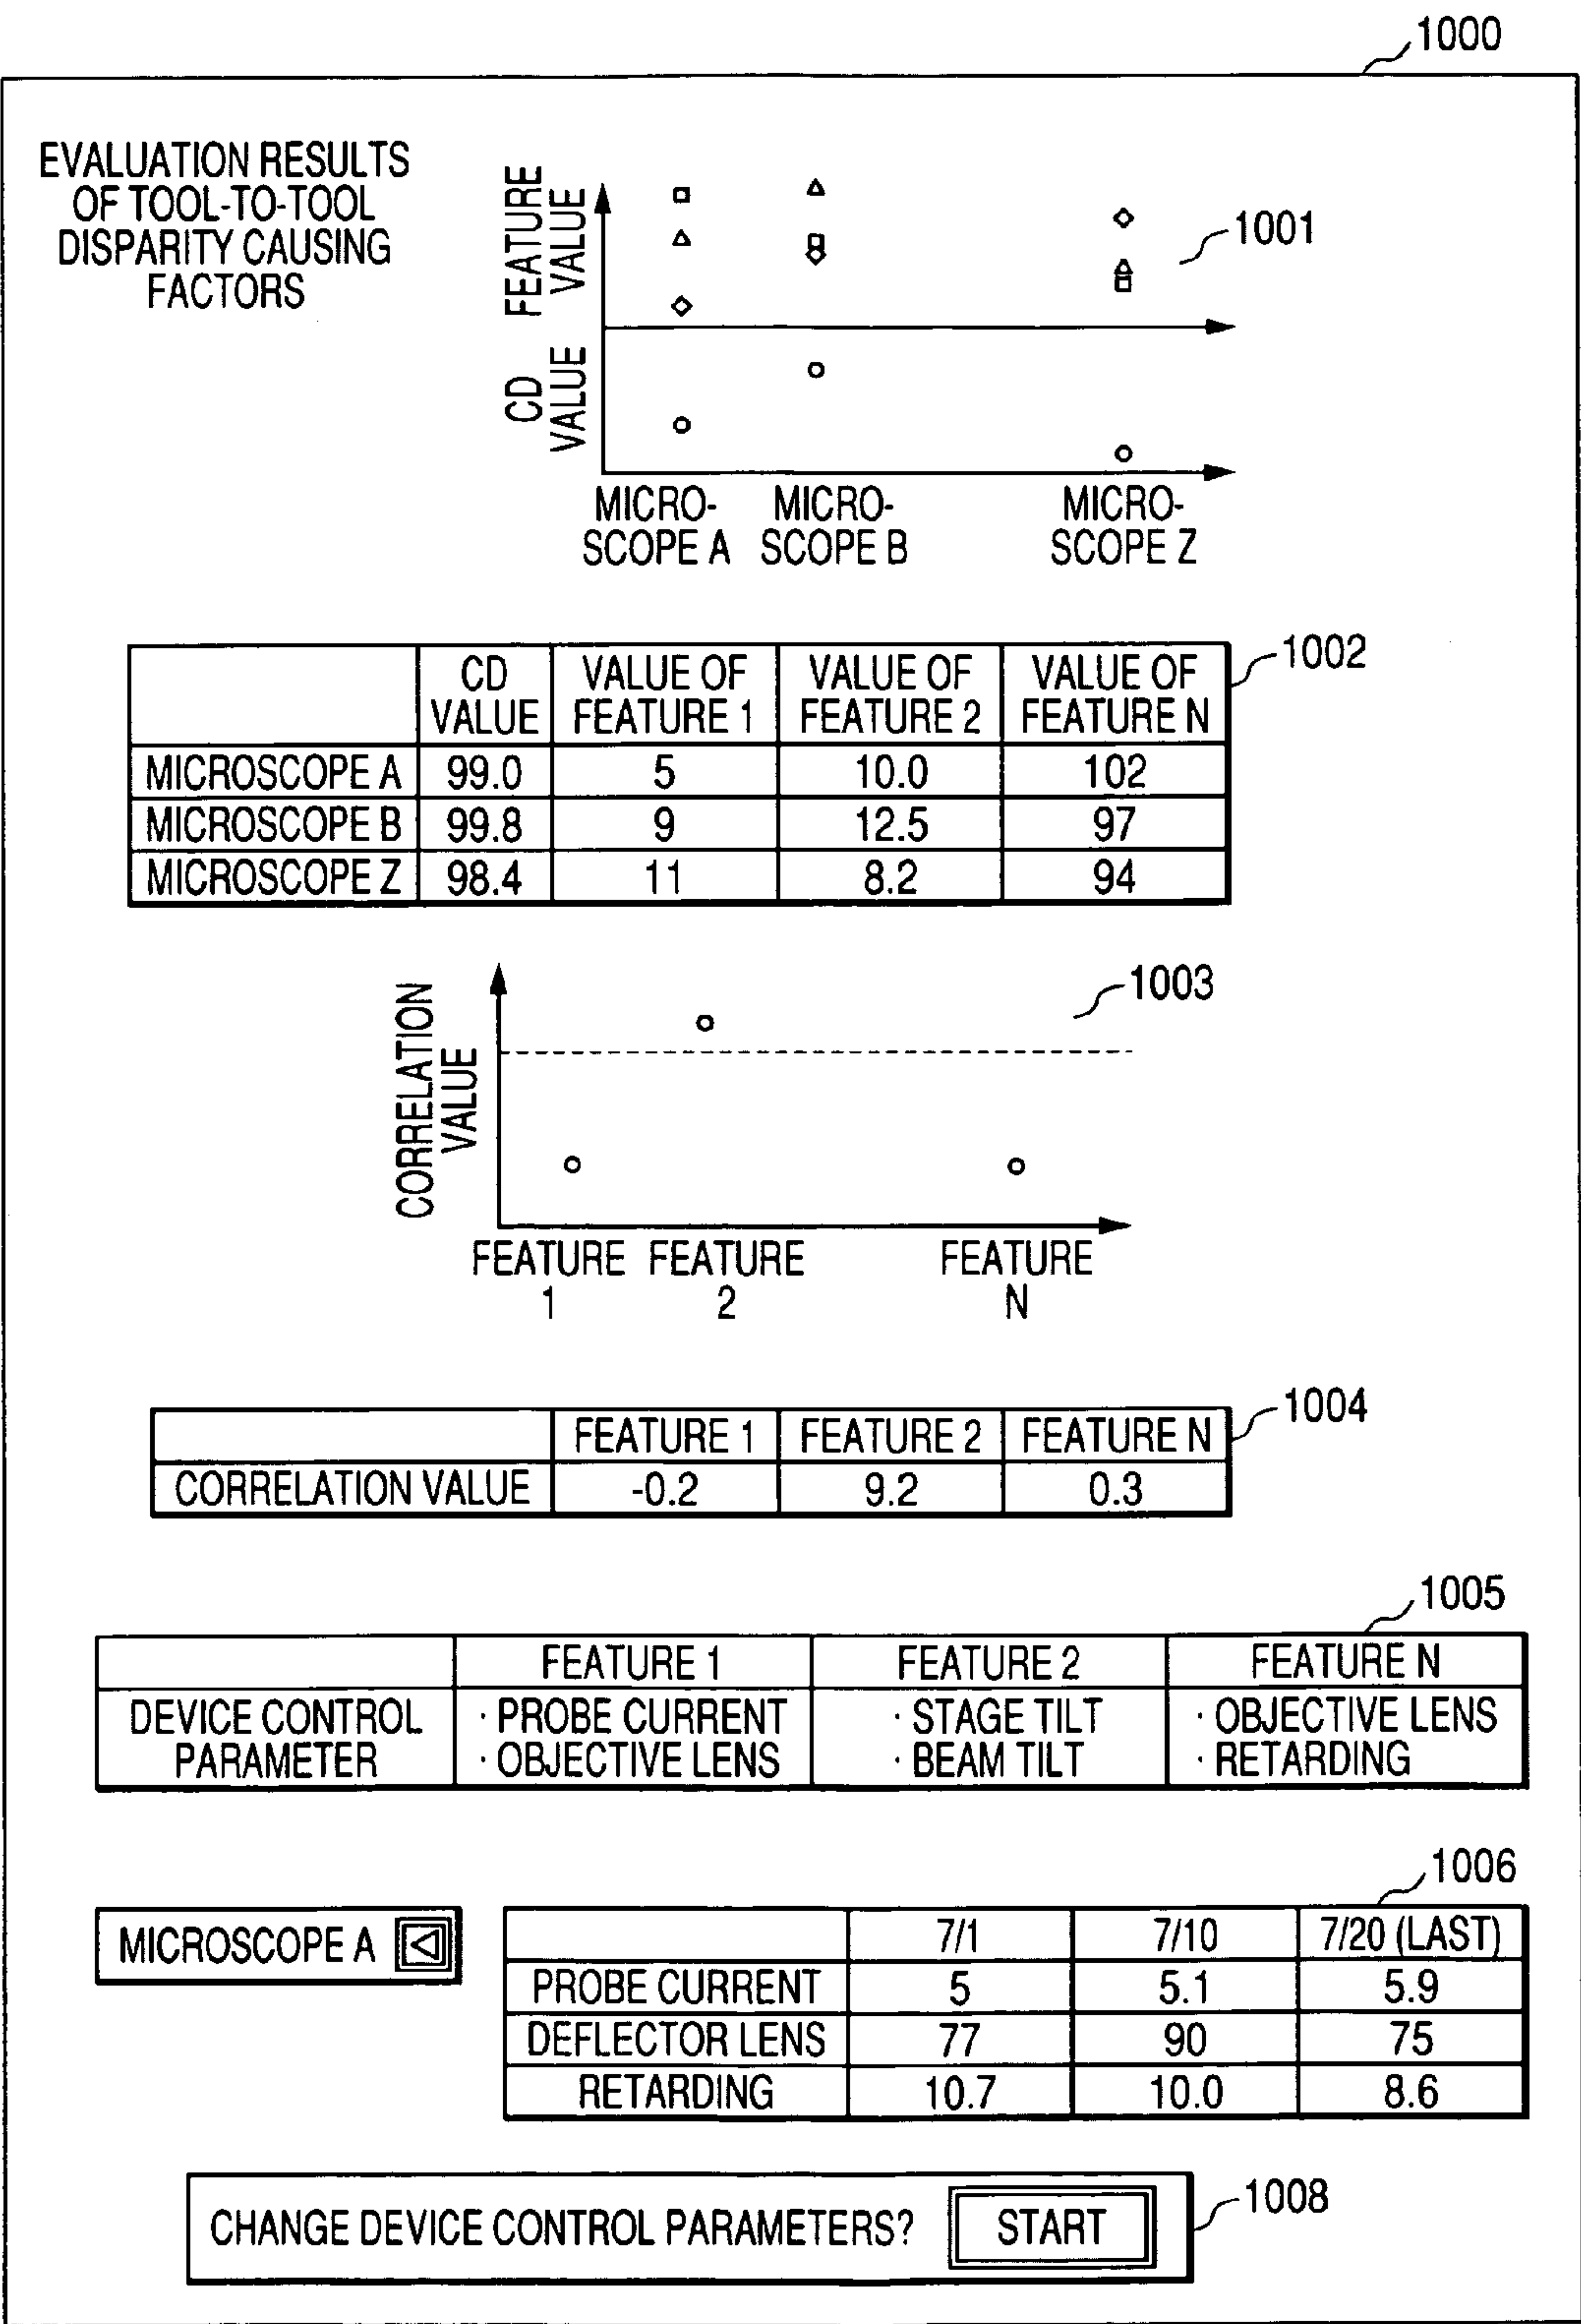 1000
EVALUATION RESULTS
OF TOOL-TO-TOOL
DISPARITY CAUSING
FACTORS
FEATURE
VALUE
CD
VALUE
1001
MICRO-
SCOPE A
MICRO-
SCOPE B
MICRO-
SCOPE Z
1002
CD
VALUE
VALUE OF
FEATURE 1
VALUE OF
FEATURE 2
VALUE OF
FEATURE N
MICROSCOPE A 99.0 5 10.0 102
MICROSCOPE B 99.8 9 12.5 97
MICROSCOPE Z 98.4 11 8.2 94
CORRELATION
VALUE
1003
FEATURE
1
FEATURE
2
FEATURE
N
1004
FEATURE 1 FEATURE 2 FEATURE N
CORRELATION VALUE -0.2 9.2 0.3
1005
FEATURE 1 FEATURE 2 FEATURE N
DEVICE CONTROL
PARAMETER
· PROBE CURRENT
· OBJECTIVE LENS
· STAGE TILT
· BEAM TILT
· OBJECTIVE LENS
· RETARDING
1006
MICROSCOPE A
7/1 7/10 7/20 (LAST)
PROBE CURRENT 5 5.1 5.9
DEFLECTOR LENS 77 90 75
RETARDING 10.7 10.0 8.6
CHANGE DEVICE CONTROL PARAMETERS? START
1008